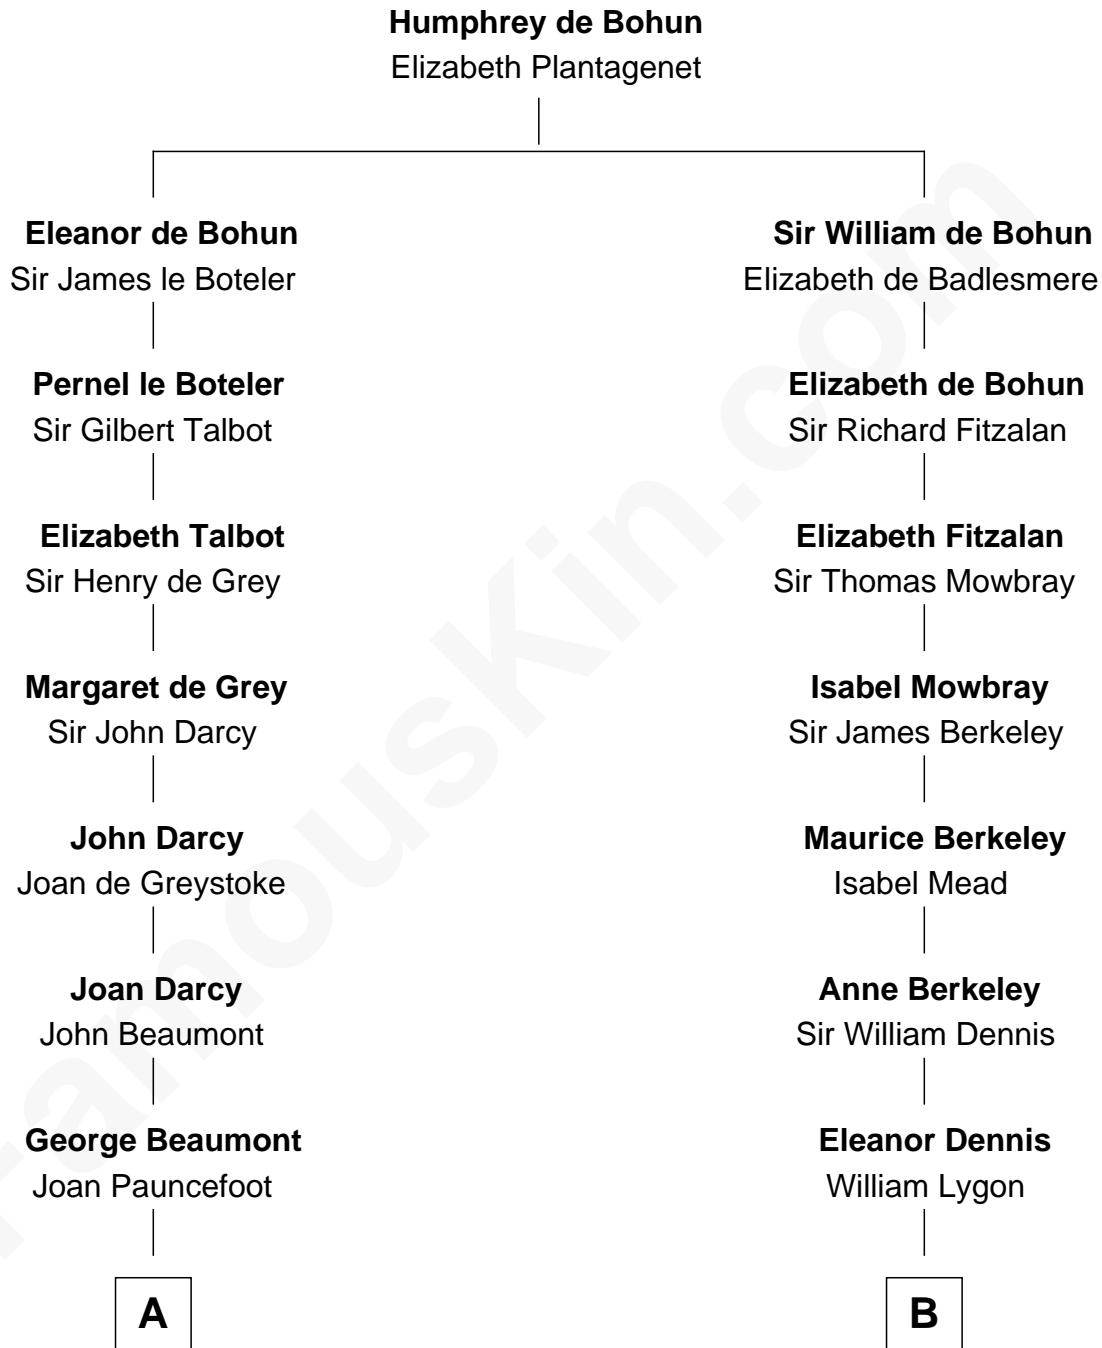 Humphrey de Bohun
Elizabeth Plantagenet
Eleanor de Bohun
Sir James le Boteler
Sir William de Bohun
Elizabeth de Badlesmere
Pernel le Boteler
Sir Gilbert Talbot
Elizabeth de Bohun
Sir Richard Fitzalan
Elizabeth Talbot
Sir Henry de Grey
Elizabeth Fitzalan
Sir Thomas Mowbray
Margaret de Grey
Sir John Darcy
Isabel Mowbray
Sir James Berkeley
John Darcy
Joan de Greystoke
Maurice Berkeley
Isabel Mead
Joan Darcy
John Beaumont
Anne Berkeley
Sir William Dennis
George Beaumont
Joan Pauncefoot
Eleanor Dennis
William Lygon
A
B
FamousKin.com